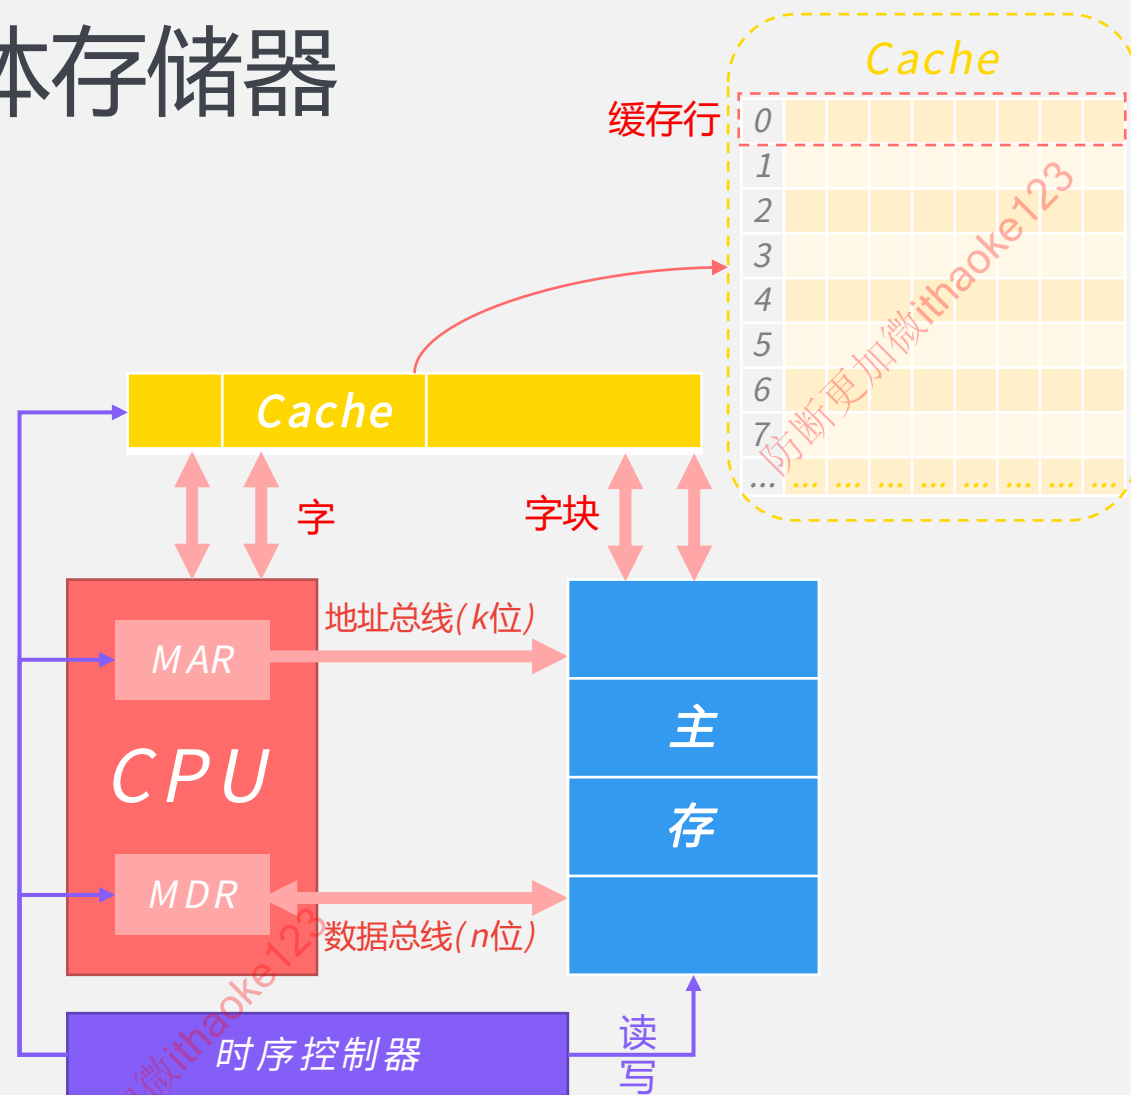 体存储器
Cache
缓存行
0
1
2
3
4
5
6
7
... ... ... ... ... ... ... ... ...
防断更加微ithaoke123
Cache
字
字块
地址总线(k位)
MAR
CPU
主
存
MDR
数据总线(n位)
时序控制器
读
写
加微ithaoke123